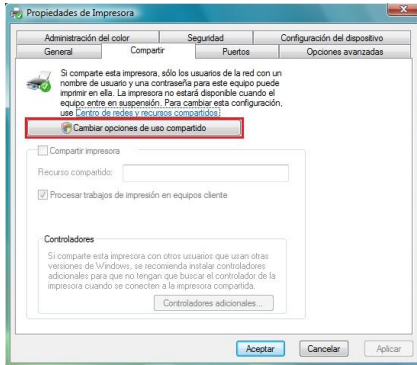 Propiedades de Impresora
Administración del color
Seguridad
Configuración del dispositivo
General
Compartir
Puertos
Opciones avanzadas
Si comparte esta impresora, sólo los usuarios de la red con un
nombre de usuario y una contraseña para este equipo puede
imprimir en ella. La impresora no estará disponible cuando el
equipo entre en suspensión. Para cambiar esta configuración,
use Centro de redes y recursos compartidos.
Cambiar opciones de uso compartido
Compartir impresora
Recurso compartido:
Procesar trabajos de impresión en equipos cliente
Controladores
Si comparte esta impresora con otros usuarios que usan otras
versiones de Windows, se recomienda instalar controladores
adicionales para que no tengan que buscar el controlador de la
impresora cuando se conecten a la impresora compartida.
Controladores adicionales...
Aceptar
Cancelar
Aplicar